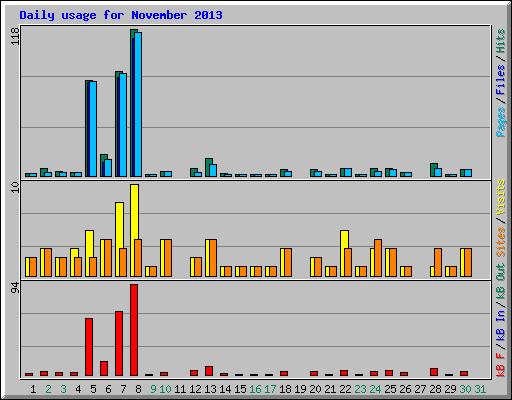 Daily usage for November 2013
118
10
94
Pages / Files / Hits
Sites / Visits
kB F / kB In / kB Out
1 2 3 4 5 6 7 8 9 10 11 12 13 14 15 16 17 18 19 20 21 22 23 24 25 26 27 28 29 30 31